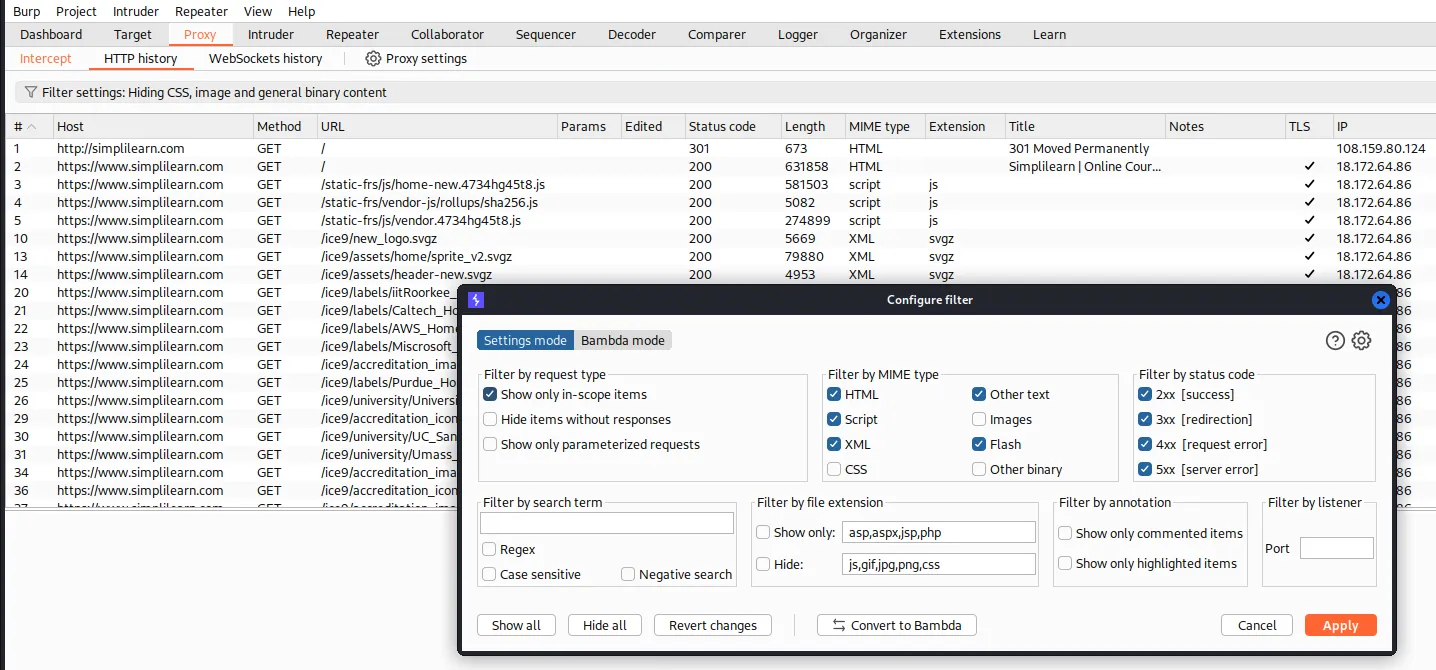 Burp Project Intruder Repeater View Help
Dashboard Target Proxy Intruder Repeater Collaborator Sequencer Decoder Comparer Logger Organizer Extensions Learn
Intercept HTTP history WebSockets history Proxy settings
Filter settings: Hiding CSS, image and general binary content
# Host Method URL Params Edited Status code Length MIME type Extension Title Notes TLS IP
1 http://simplilearn.com GET / 301 673 HTML 301 Moved Permanently 108.159.80.124
2 https://www.simplilearn.com GET / 200 631858 HTML Simplilearn | Online Cour... ✓ 18.172.64.86
3 https://www.simplilearn.com GET /static-frs/js/home-new.4734hg45t8.js 200 581503 script js ✓ 18.172.64.86
4 https://www.simplilearn.com GET /static-frs/vendor-js/rollups/sha256.js 200 5082 script js ✓ 18.172.64.86
5 https://www.simplilearn.com GET /static-frs/js/vendor.4734hg45t8.js 200 274899 script js ✓ 18.172.64.86
10 https://www.simplilearn.com GET /ice9/new_logo.svgz 200 5669 XML svgz ✓ 18.172.64.86
13 https://www.simplilearn.com GET /ice9/assets/home/sprite_v2.svgz 200 79880 XML svgz ✓ 18.172.64.86
14 https://www.simplilearn.com GET /ice9/assets/header-new.svgz 200 4953 XML svgz ✓ 18.172.64.86
20 https://www.simplilearn.com GET /ice9/labels/iitRoorkee_ 86
21 https://www.simplilearn.com GET /ice9/labels/Caltech_Ho 86
22 https://www.simplilearn.com GET /ice9/labels/AWS_Hom 86
23 https://www.simplilearn.com GET /ice9/labels/Miscrosoft_ 86
24 https://www.simplilearn.com GET /ice9/accreditation_ima 86
25 https://www.simplilearn.com GET /ice9/labels/Purdue_Ho 86
26 https://www.simplilearn.com GET /ice9/university/Universi 86
29 https://www.simplilearn.com GET /ice9/accreditation_icon 86
30 https://www.simplilearn.com GET /ice9/university/UC_San 86
31 https://www.simplilearn.com GET /ice9/university/Umass_ 86
34 https://www.simplilearn.com GET /ice9/accreditation_ima 86
36 https://www.simplilearn.com GET /ice9/accreditation_icon 86
Configure filter
Settings mode Bambda mode
Filter by request type
Show only in-scope items
Hide items without responses
Show only parameterized requests
Filter by MIME type
HTML Other text
Script Images
XML Flash
CSS Other binary
Filter by status code
2xx [success]
3xx [redirection]
4xx [request error]
5xx [server error]
Filter by search term
Regex
Case sensitive Negative search
Filter by file extension
Show only: asp,aspx,jsp,php
Hide: js,gif,jpg,png,css
Filter by annotation
Show only commented items
Show only highlighted items
Filter by listener
Port
Show all Hide all Revert changes Convert to Bambda Cancel Apply